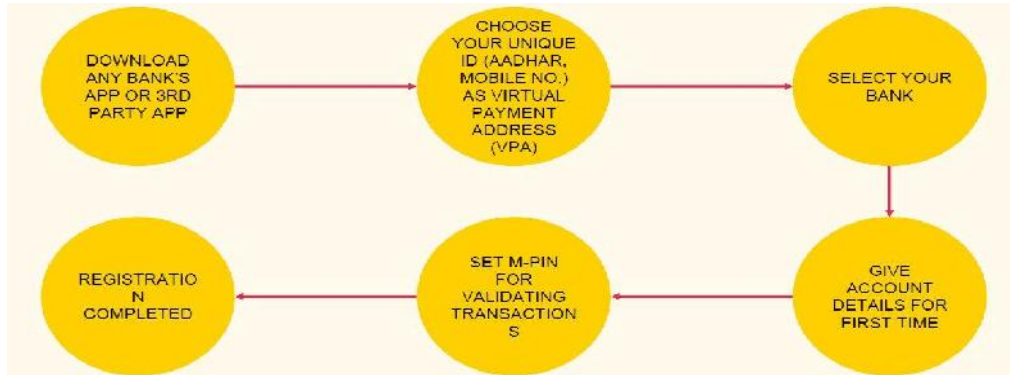 DOWNLOAD
ANY BANK'S
APP OR 3RD
PARTY APP
CHOOSE
YOUR UNIQUE
ID (AADHAR,
MOBILE NO.)
AS VIRTUAL
PAYMENT
ADDRESS
(VPA)
SELECT YOUR
BANK
GIVE
ACCOUNT
DETAILS FOR
FIRST TIME
SET M-PIN
FOR
VALIDATING
TRANSACTION
S
REGISTRATIO
N
COMPLETED